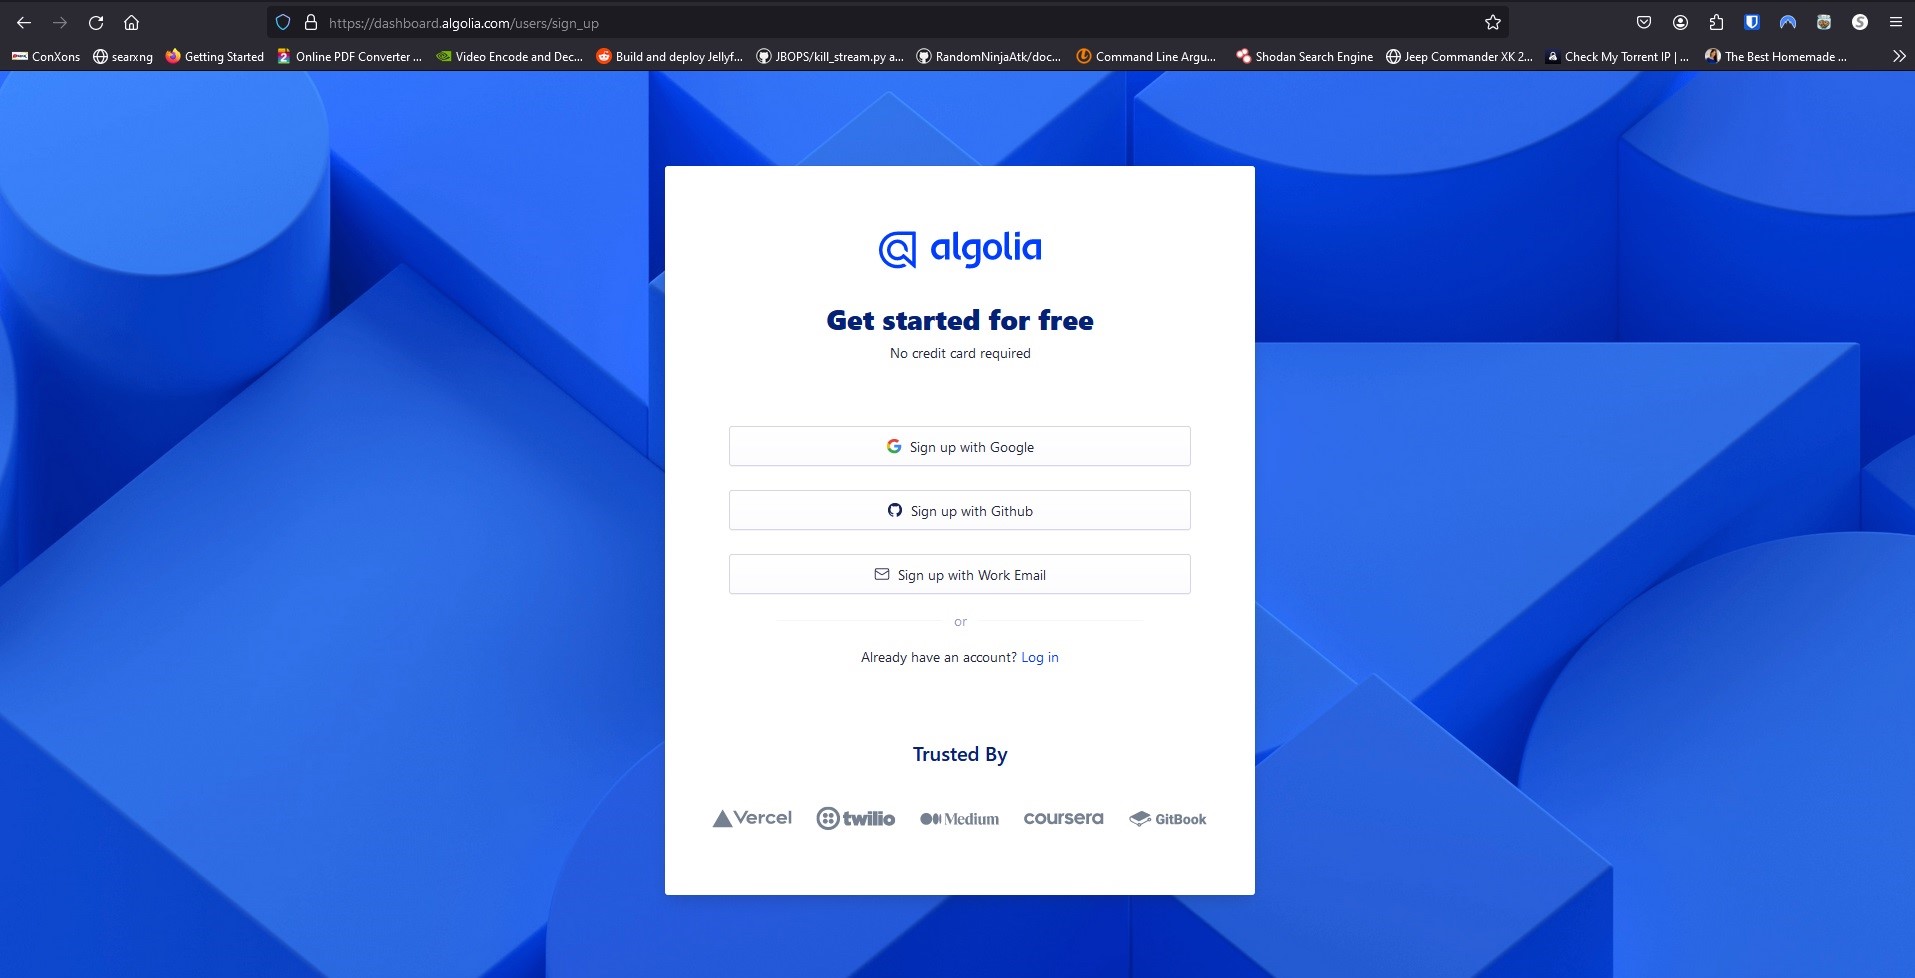 https://dashboard.algolia.com/users/sign_up
ConXons searxng Getting Started Online PDF Converter ... Video Encode and Dec... Build and deploy Jellyf... JBOPS/kill_stream.py a... RandomNinjaAtk/doc... Command Line Argu... Shodan Search Engine Jeep Commander XK 2... Check My Torrent IP | ... The Best Homemade ...
algolia
Get started for free
No credit card required
Sign up with Google
Sign up with Github
Sign up with Work Email
or
Already have an account? Log in
Trusted By
Vercel twilio Medium coursera GitBook